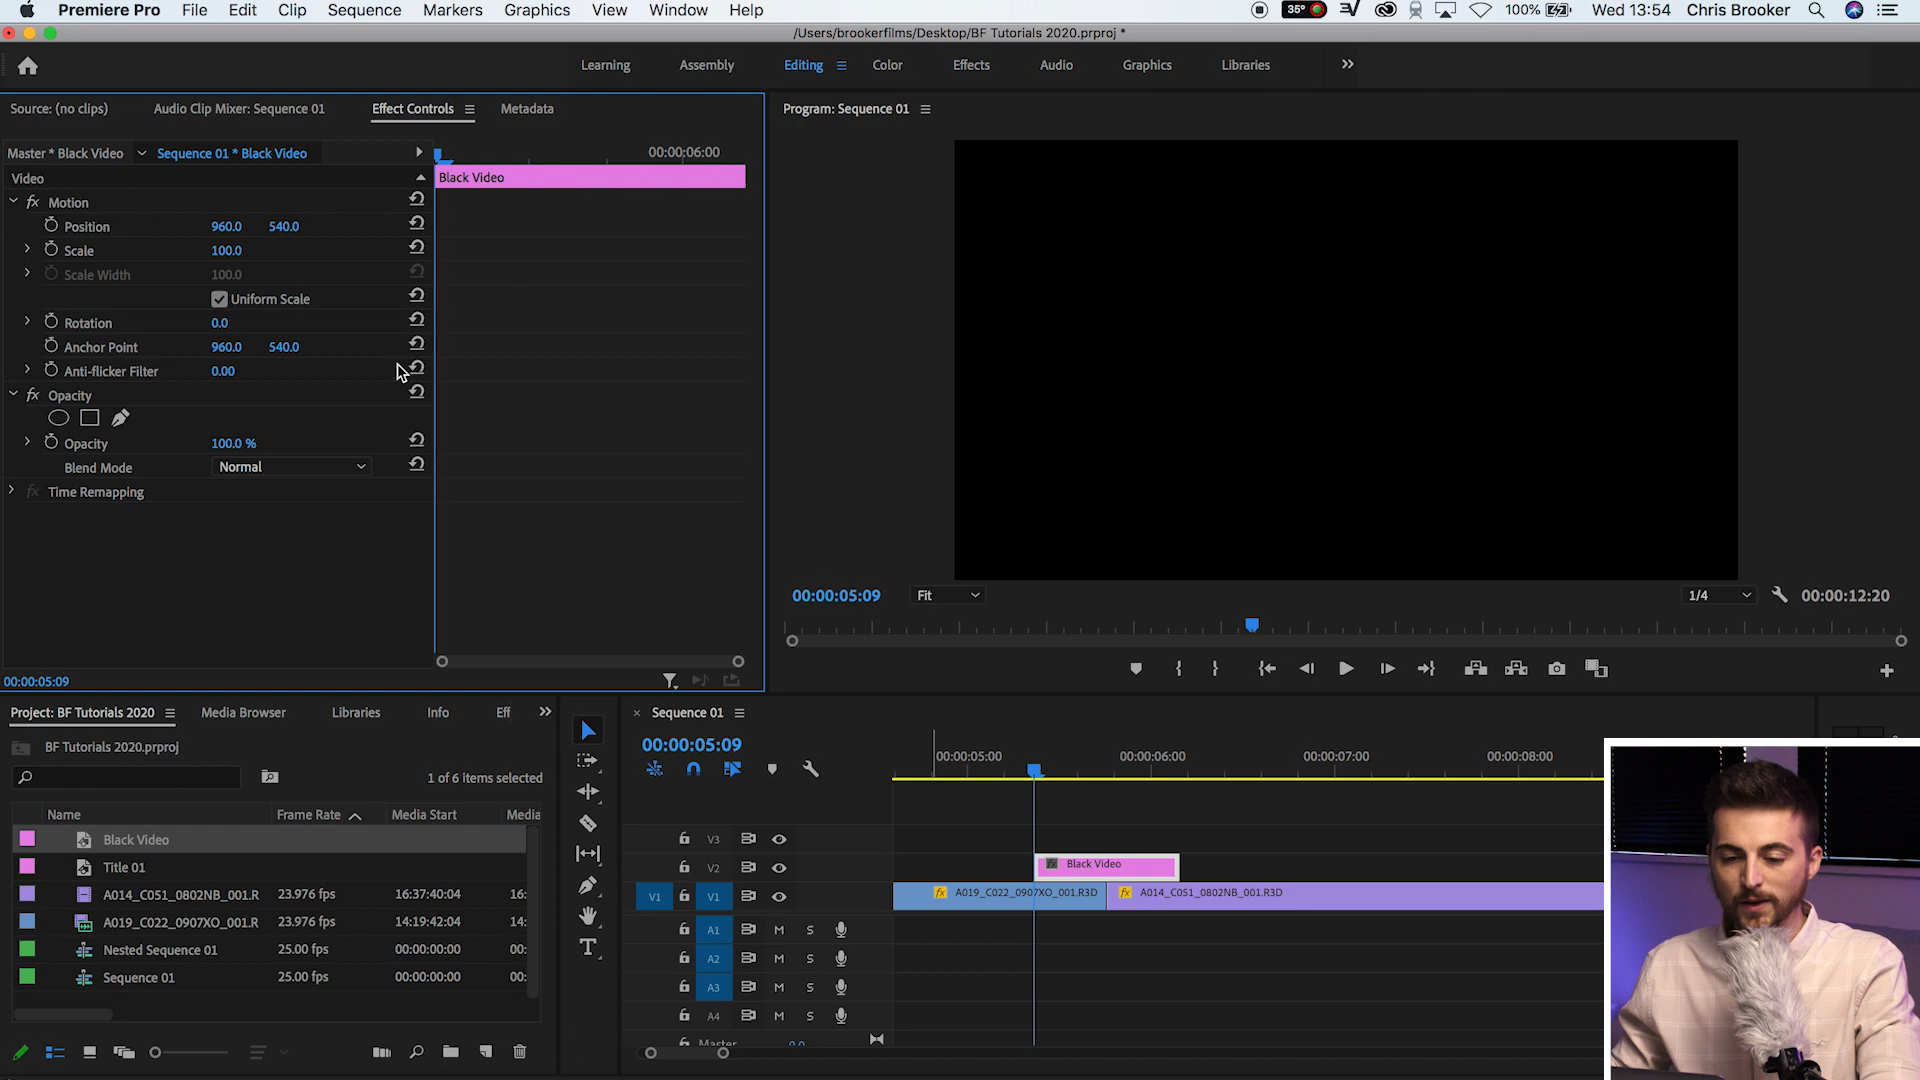 Premiere Pro File Edit Clip Sequence Markers Graphics View Window Help 35° 100% Wed 13:54 Chris Brooker
/Users/brookerfilms/Desktop/BF Tutorials 2020.prproj *
Learning Assembly Editing Color Effects Audio Graphics Libraries
Source: (no clips) Audio Clip Mixer: Sequence 01 Effect Controls Metadata
Program: Sequence 01
Master * Black Video Sequence 01 * Black Video 00:00:06:00
Video Black Video
fx Motion
Position 960.0 540.0
Scale 100.0
Scale Width 100.0
Uniform Scale
Rotation 0.0
Anchor Point 960.0 540.0
Anti-flicker Filter 0.00
fx Opacity
Opacity 100.0 %
Blend Mode Normal
fx Time Remapping
00:00:05:09 Fit 1/4 00:00:12:20
00:00:05:09
Project: BF Tutorials 2020 Media Browser Libraries Info Eff
BF Tutorials 2020.prproj
1 of 6 items selected
Name Frame Rate Media Start Media
Black Video
Title 01
A014_C051_0802NB_001.R 23.976 fps 16:37:40:04 16:
A019_C022_0907XO_001.R 23.976 fps 14:19:42:04 14:
Nested Sequence 01 25.00 fps 00:00:00:00 00:
Sequence 01 25.00 fps 00:00:00:00 00:
Sequence 01
00:00:05:09
00:00:05:00 00:00:06:00 00:00:07:00 00:00:08:00
V3
V2 fx Black Video
V1 V1 fx A019_C022_0907XO_001.R3D fx A014_C051_0802NB_001.R3D
A1 M S
A2 M S
A3 M S
A4 M S
Master 0.0